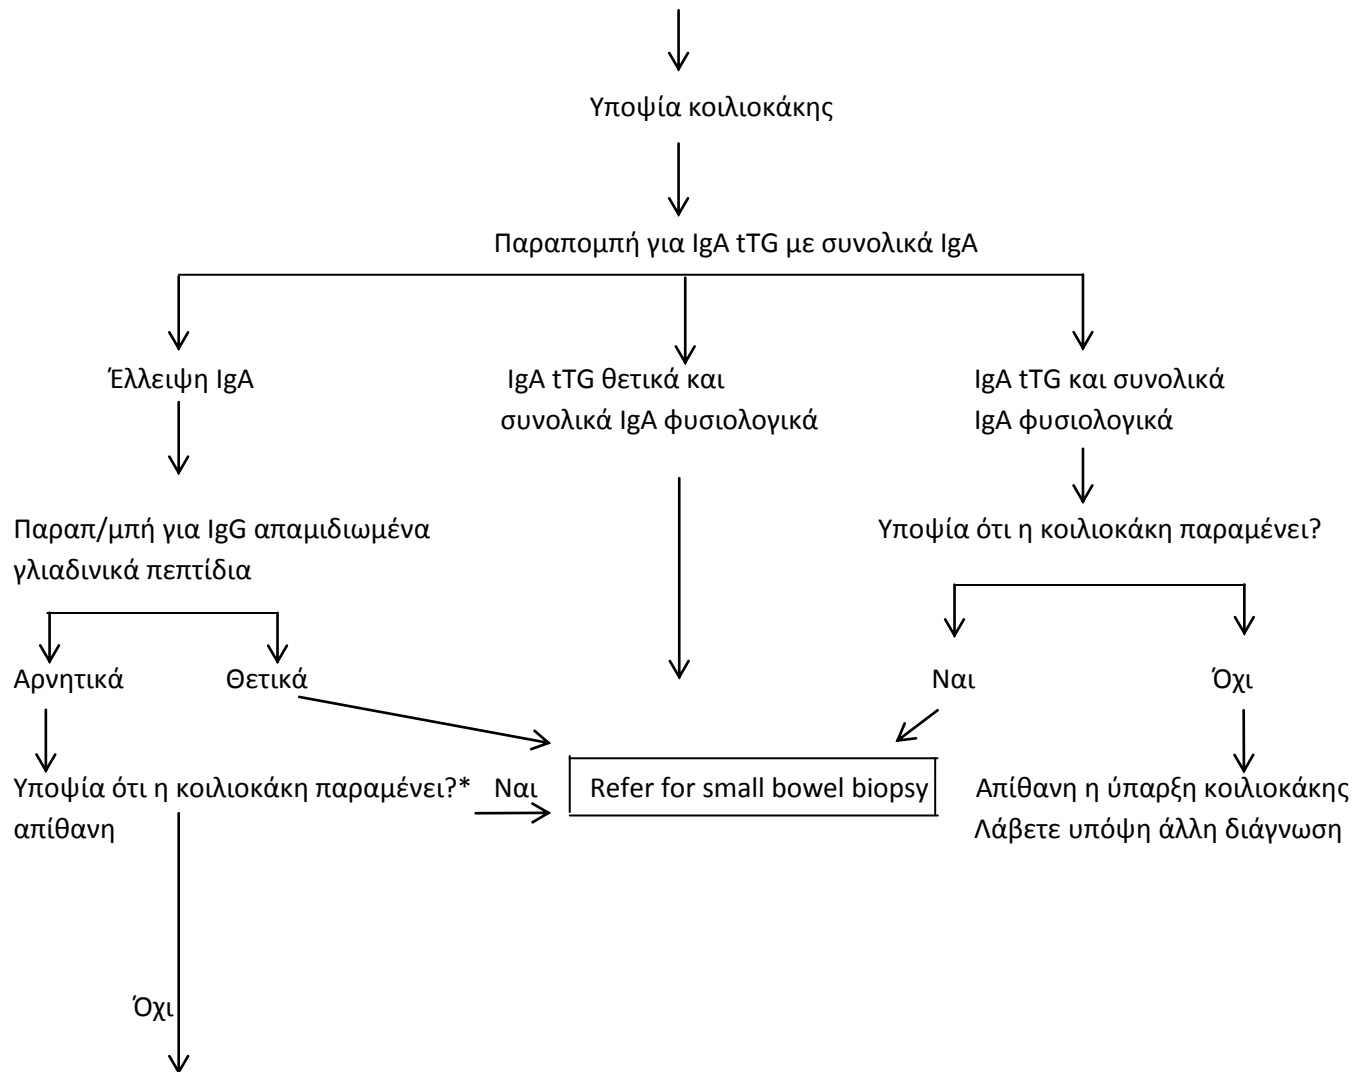 Υποψία κοιλιοκάκης
Παραπομπή για IgA tTG με συνολικά IgA
Έλλειψη IgA
IgA tTG θετικά και
συνολικά IgA φυσιολογικά
IgA tTG και συνολικά
IgA φυσιολογικά
Παραπ/μπή για IgG απαμιδιωμένα
γλιαδινικά πεπτίδια
Υποψία ότι η κοιλιοκάκη παραμένει?
Αρνητικά
Θετικά
Ναι
Όχι
Υποψία ότι η κοιλιοκάκη παραμένει?*
απίθανη
Ναι
Refer for small bowel biopsy
Απίθανη η ύπαρξη κοιλιοκάκης
Λάβετε υπόψη άλλη διάγνωση
Όχι